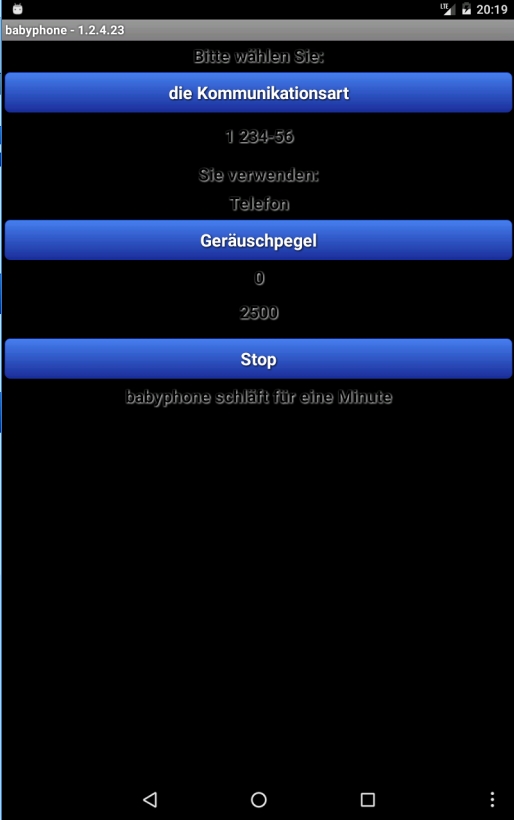 LTE 20:19
babyphone - 1.2.4.23
Bitte wählen Sie:
die Kommunikationsart
1 234-56
Sie verwenden:
Telefon
Geräuschpegel
0
2500
Stop
babyphone schläft für eine Minute